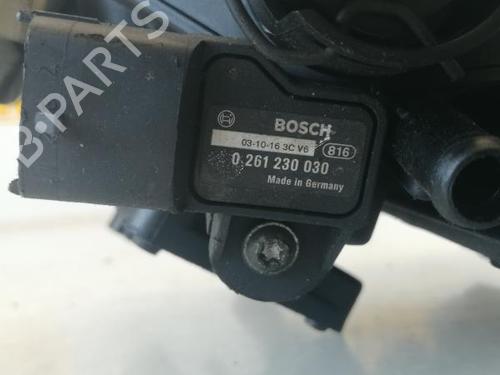 BOSCH
03-10-16 3C V6
816
0 261 230 030
Made in Germany
B-PARTS